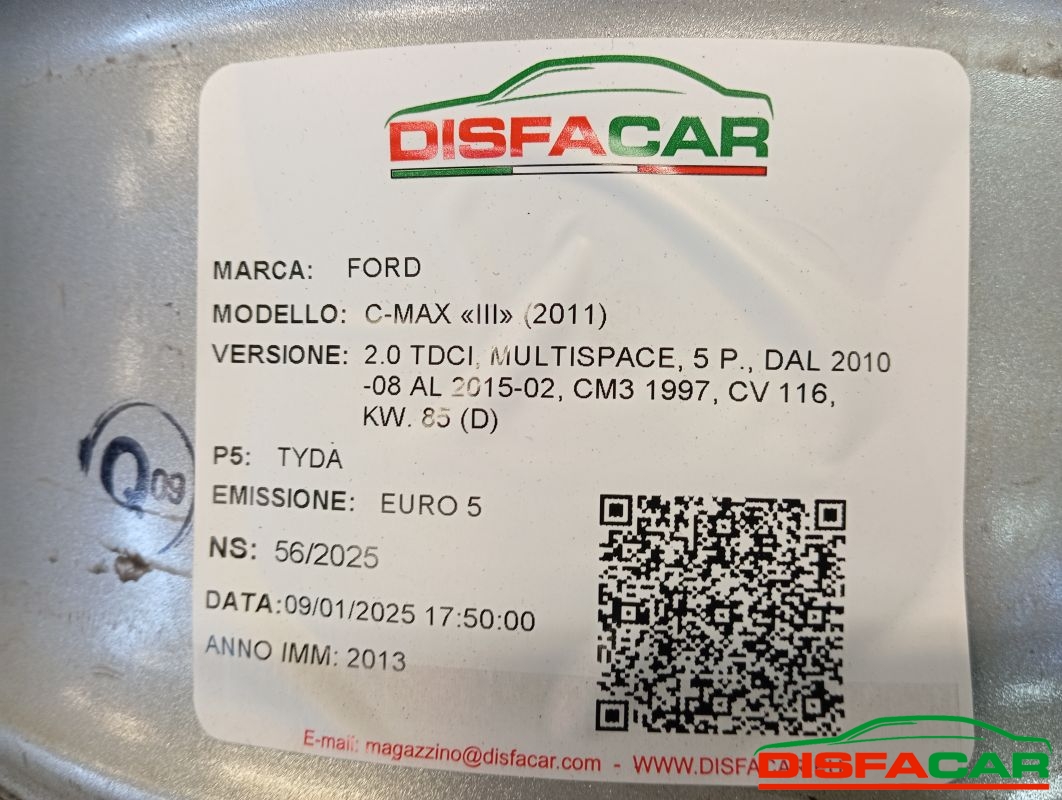 DISFACAR
MARCA: FORD
MODELLO: C-MAX «III» (2011)
VERSIONE: 2.0 TDCI, MULTISPACE, 5 P., DAL 2010
-08 AL 2015-02, CM3 1997, CV 116,
KW. 85 (D)
P5: TYDA
EMISSIONE: EURO 5
NS: 56/2025
DATA:09/01/2025 17:50:00
ANNO IMM: 2013
Q09
E-mail: magazzino@disfacar.com -
DISFACAR